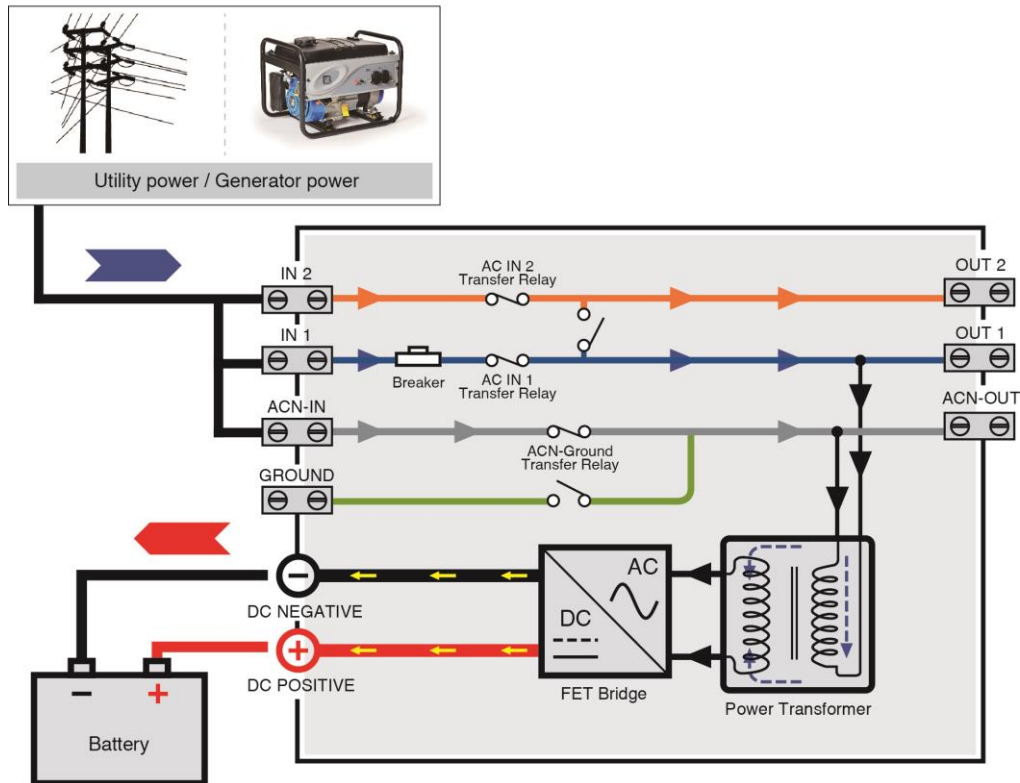 Utility power / Generator power
IN 2
AC IN 2
Transfer Relay
OUT 2
IN 1
Breaker
AC IN 1
Transfer Relay
OUT 1
ACN-IN
ACN-Ground
Transfer Relay
ACN-OUT
GROUND
DC NEGATIVE
DC POSITIVE
AC
DC
FET Bridge
Power Transformer
− +
Battery